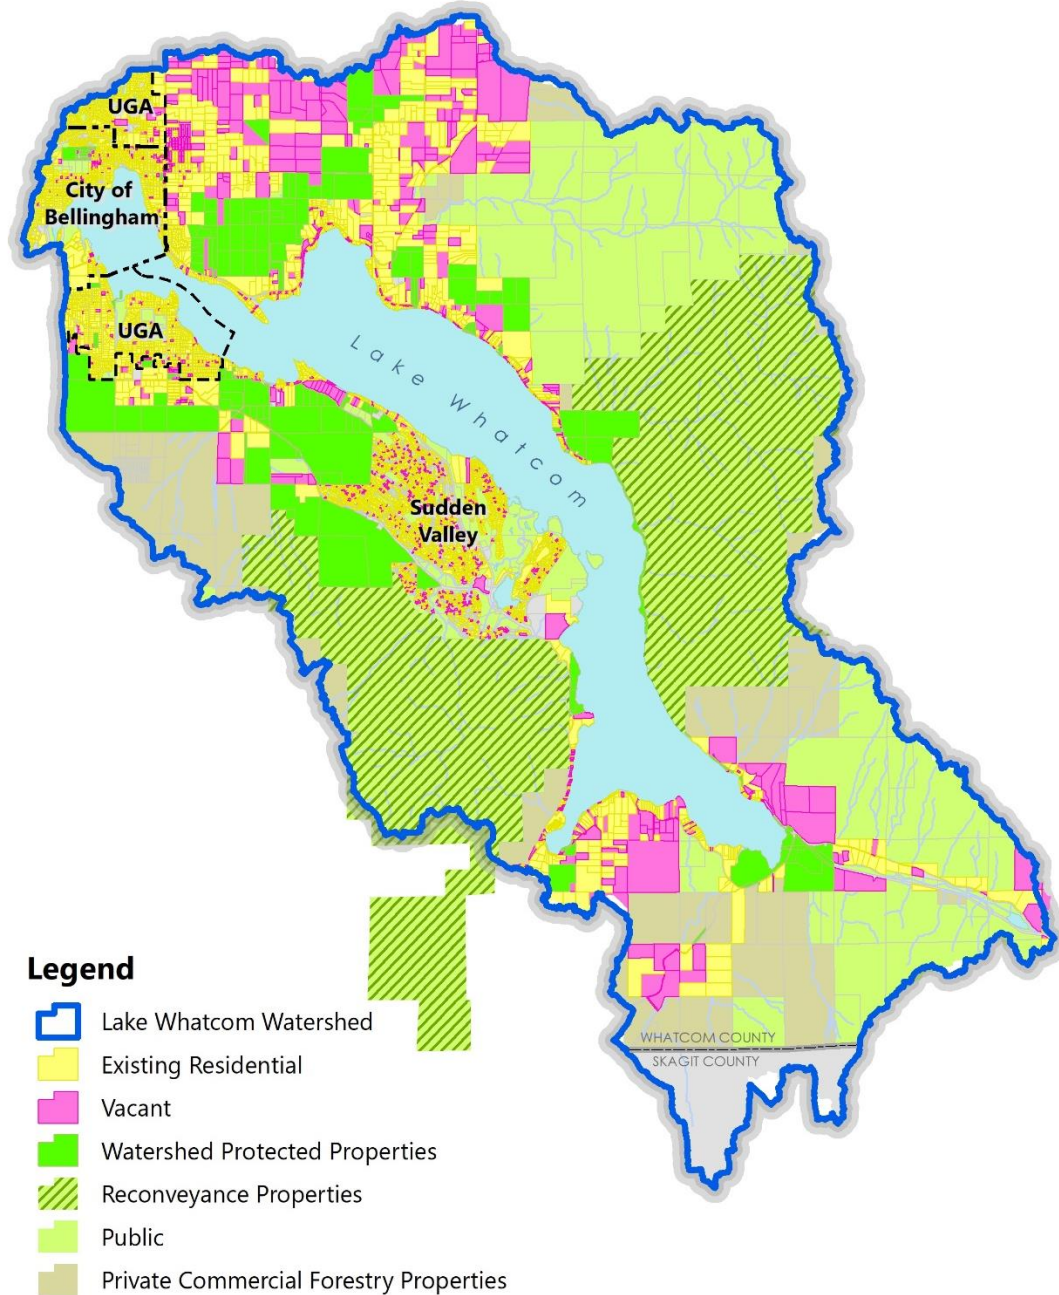 UGA
City of
Bellingham
UGA
Lake Whatcom
Sudden
Valley
WHATCOM COUNTY
SKAGIT COUNTY
Legend
Lake Whatcom Watershed
Existing Residential
Vacant
Watershed Protected Properties
Reconveyance Properties
Public
Private Commercial Forestry Properties